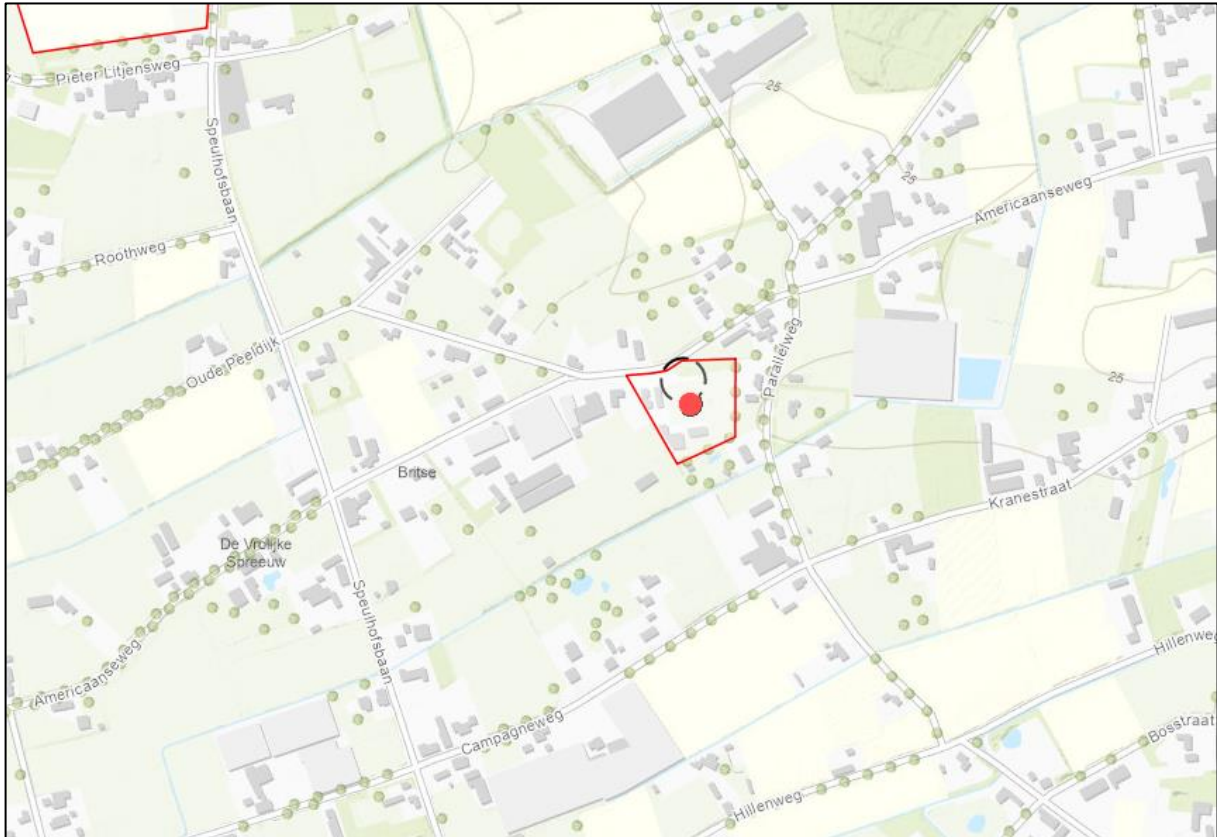 Pieter Litjensweg
25
Speulhofsbaan
25
Americaanseweg
Roothweg
Oude Peeldijk
Parallelweg
25
Britse
Kranestraat
De Vrolijke
Spreeuw
Speulhofsbaan
Hillenweg
Americaanseweg
Campagneweg
Bosstraat
Hillenweg